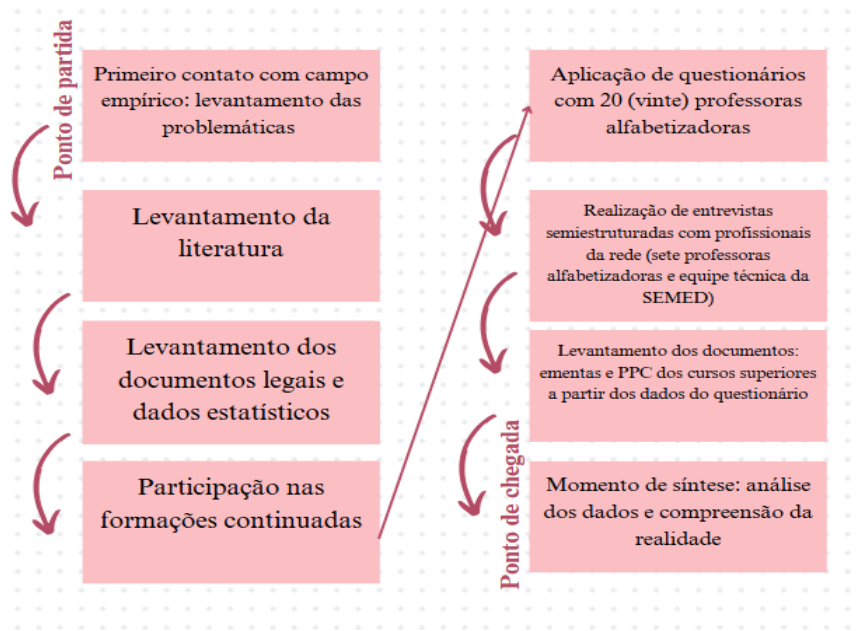 Ponto de partida
Primeiro contato com campo
empírico: levantamento das
problemáticas
Levantamento da
literatura
Levantamento dos
documentos legais e
dados estatísticos
Participação nas
formações continuadas
Aplicação de questionários
com 20 (vinte) professoras
alfabetizadoras
Realização de entrevistas
semiestruturadas com profissionais
da rede (sete professoras
alfabetizadoras e equipe técnica da
SEMED)
Levantamento dos documentos:
ementas e PPC dos cursos superiores
a partir dos dados do questionário
Ponto de chegada
Momento de síntese: análise
dos dados e compreensão da
realidade